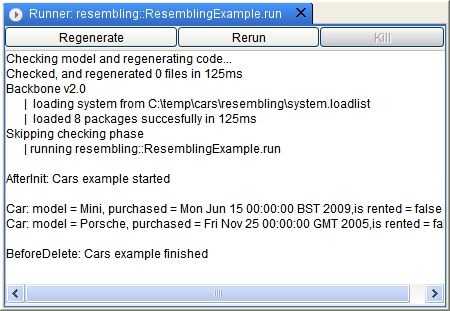 Runner: resembling::ResemblingExample.run
Regenerate Rerun Kill
Checking model and regenerating code...
Checked, and regenerated 0 files in 125ms
Backbone v2.0
| loading system from C:\temp\cars\resembling\system.loadlist
| loaded 8 packages succesfully in 125ms
Skipping checking phase
| running resembling::ResemblingExample.run
AfterInit: Cars example started
Car: model = Mini, purchased = Mon Jun 15 00:00:00 BST 2009,is rented = false
Car: model = Porsche, purchased = Fri Nov 25 00:00:00 GMT 2005,is rented = fa
BeforeDelete: Cars example finished